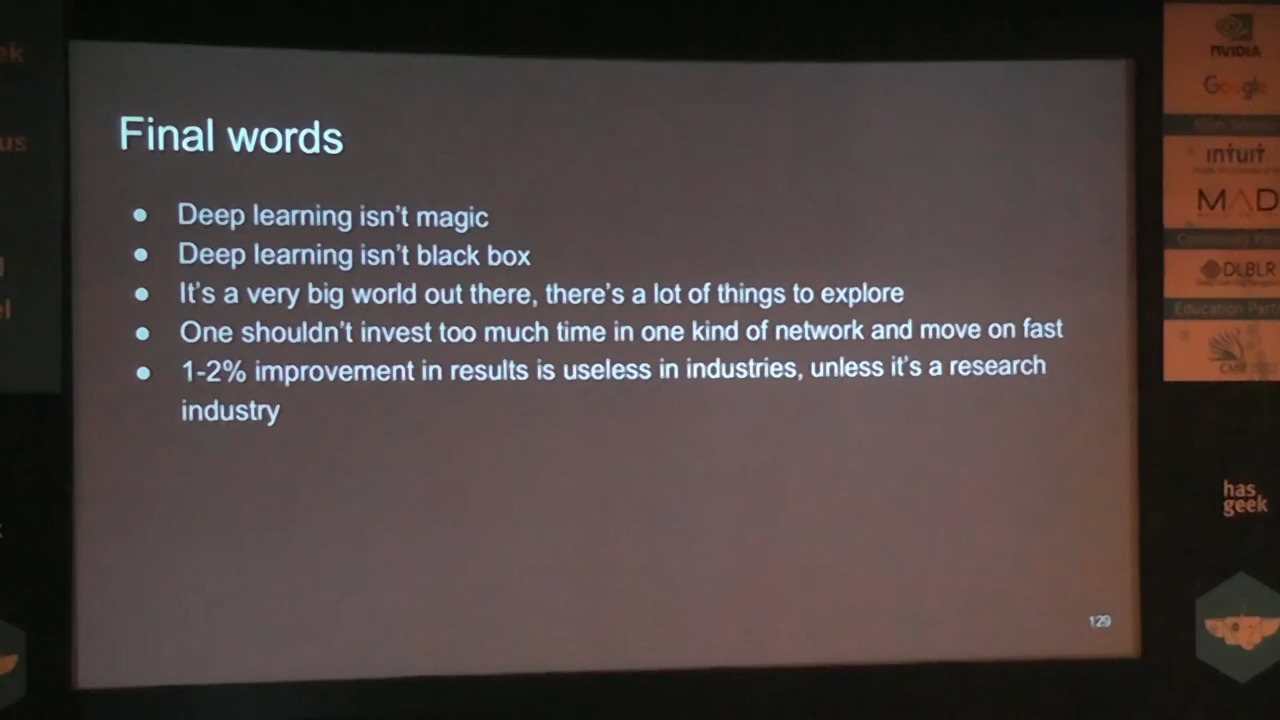 Final words
● Deep learning isn't magic
● Deep learning isn't black box
● It's a very big world out there, there's a lot of things to explore
● One shouldn't invest too much time in one kind of network and move on fast
● 1-2% improvement in results is useless in industries, unless it's a research
industry
129
ek
us
el
NVIDIA
Google
intuit
MAD
DLBLR
Education Part
has
geek